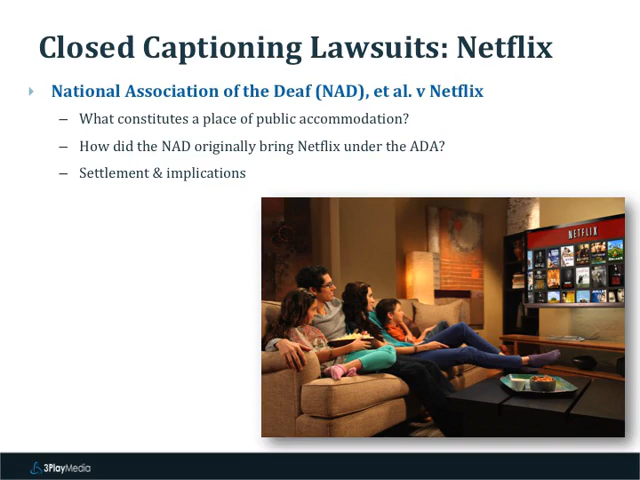 Closed Captioning Lawsuits: Netflix
National Association of the Deaf (NAD), et al. v Netflix
– What constitutes a place of public accommodation?
– How did the NAD originally bring Netflix under the ADA?
– Settlement & implications
NETFLIX
3PlayMedia